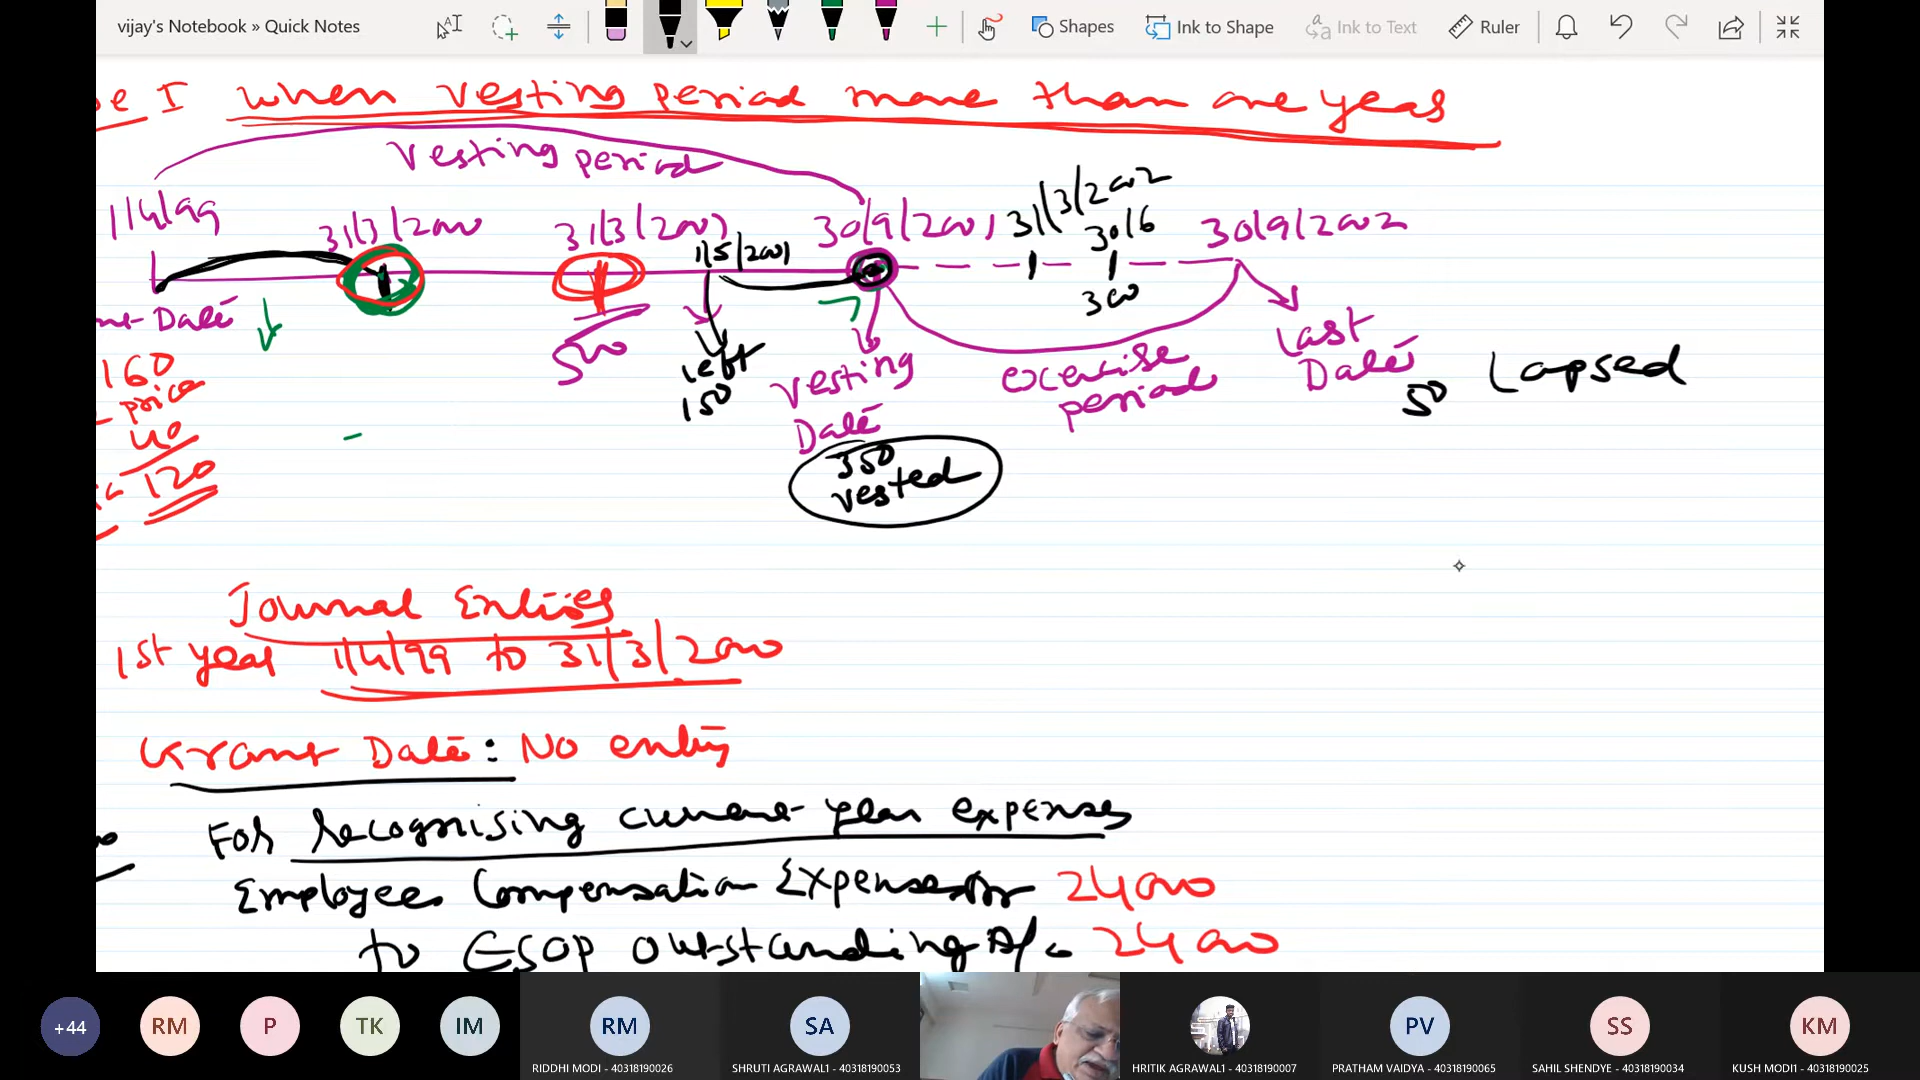 vijay's Notebook » Quick Notes
Shapes
Ink to Shape
Ink to Text
Ruler
I when vesting period more than one year
vesting period
1/4/99 31/3/2000 31/3/2001 1/5/2001 30/9/2001 31/3/2002 30/6 30/9/2002
Date
500
left
150
vesting
Date
350
vested
300
exercise
period
Last
Date
50 Lapsed
160
price
40
120
Journal Entries
1st year 1/4/99 to 31/3/2000
Grant Date: No entry
For recognising current year expenses
Employees Compensation Expenses Dr 24000
to ESOP outstanding A/c 24000
+44
RM
P
TK
IM
RM
RIDDHI MODI - 40318190026
SA
SHRUTI AGRAWAL1 - 40318190053
HRITIK AGRAWAL1 - 40318190007
PV
PRATHAM VAIDYA - 40318190065
SS
SAHIL SHENDYE - 40318190034
KM
KUSH MODI1 - 40318190025